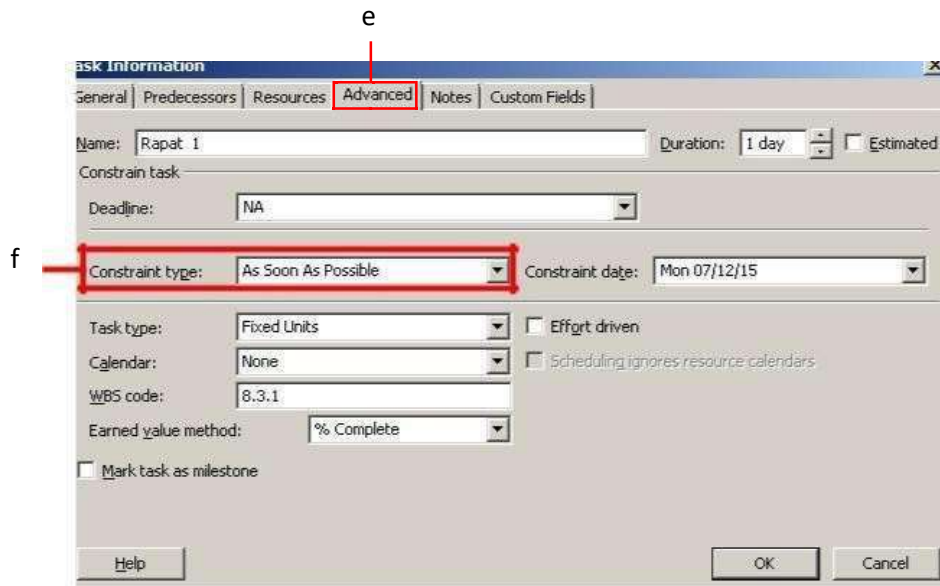 e
ask Information
General Predecessors Resources Advanced Notes Custom Fields
Name: Rapat 1 Duration: 1 day Estimated
Constrain task
Deadline: NA
f
Constraint type: As Soon As Possible Constraint date: Mon 07/12/15
Task type: Fixed Units Effort driven
Calendar: None Scheduling ignores resource calendars
WBS code: 8.3.1
Earned value method: % Complete
Mark task as milestone
Help OK Cancel